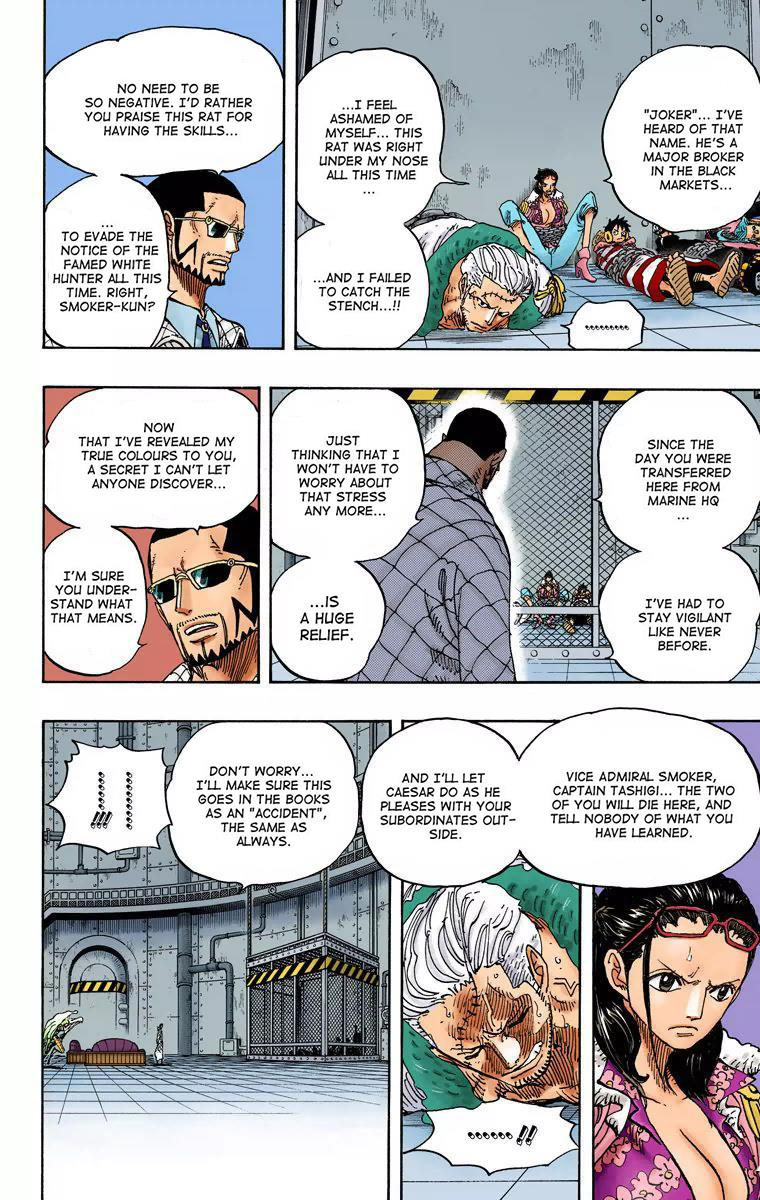 "JOKER"... I'VE
HEARD OF THAT
NAME. HE'S A
MAJOR BROKER
IN THE BLACK
MARKETS...
...I FEEL
ASHAMED OF
MYSELF... THIS
RAT WAS RIGHT
UNDER MY NOSE
ALL THIS TIME
...
...AND I FAILED
TO CATCH THE
STENCH...!!
...........
NO NEED TO BE
SO NEGATIVE. I'D RATHER
YOU PRAISE THIS RAT FOR
HAVING THE SKILLS...
...
TO EVADE THE
NOTICE OF THE
FAMED WHITE
HUNTER ALL THIS
TIME. RIGHT,
SMOKER-KUN?
SINCE THE
DAY YOU WERE
TRANSFERRED
HERE FROM
MARINE HQ
...
I'VE HAD TO
STAY VIGILANT
LIKE NEVER
BEFORE.
JUST
THINKING THAT I
WON'T HAVE TO
WORRY ABOUT
THAT STRESS
ANY MORE...
...IS
A HUGE
RELIEF.
NOW
THAT I'VE REVEALED MY
TRUE COLOURS TO YOU,
A SECRET I CAN'T LET
ANYONE DISCOVER...
I'M SURE
YOU UNDER-
STAND WHAT
THAT MEANS.
VICE ADMIRAL SMOKER,
CAPTAIN TASHIGI... THE TWO
OF YOU WILL DIE HERE, AND
TELL NOBODY OF WHAT YOU
HAVE LEARNED.
AND I'LL LET
CAESAR DO AS HE
PLEASES WITH YOUR
SUBORDINATES OUT-
SIDE.
.......!!
DON'T WORRY...
I'LL MAKE SURE THIS
GOES IN THE BOOKS
AS AN "ACCIDENT",
THE SAME AS
ALWAYS.
...........
.......!!!